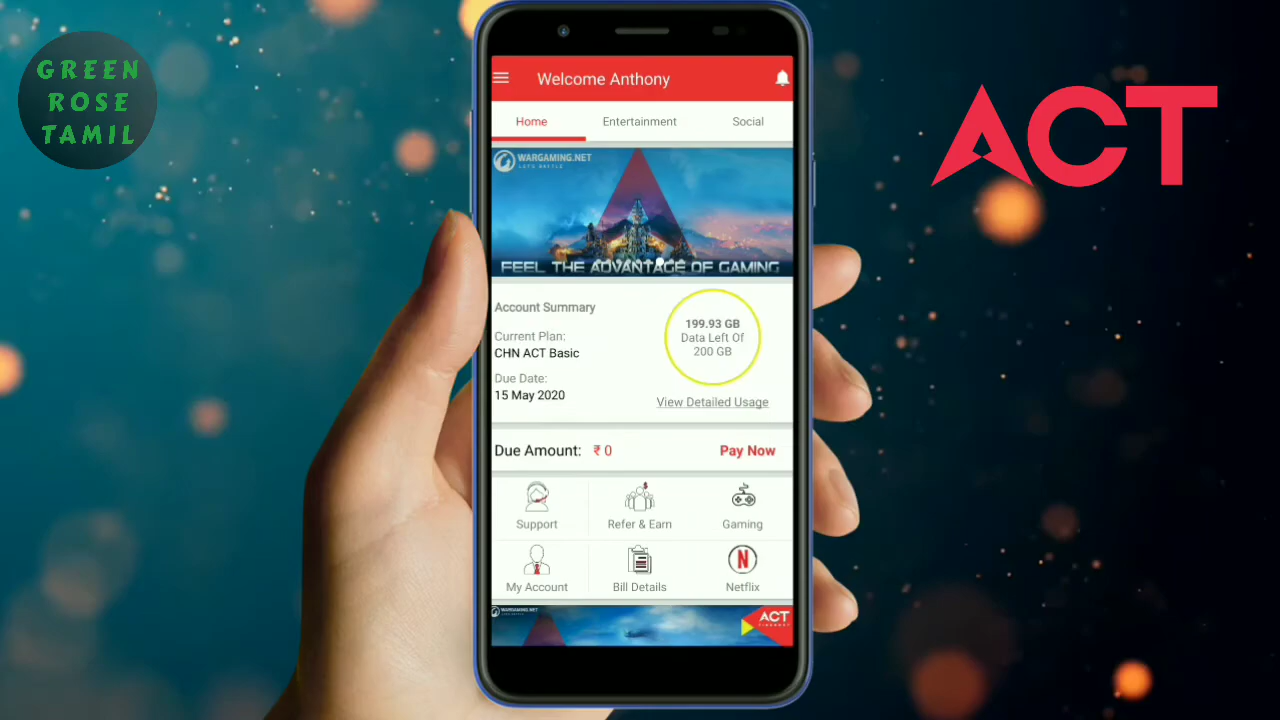 GREEN
ROSE
TAMIL
ACT
Welcome Anthony
Home
Entertainment
Social
WARGAMING.NET
LET'S BATTLE
FEEL THE ADVANTAGE OF GAMING
Account Summary
Current Plan:
CHN ACT Basic
Due Date:
15 May 2020
199.93 GB
Data Left Of
200 GB
View Detailed Usage
Due Amount: ₹ 0
Pay Now
Support
Refer & Earn
Gaming
My Account
Bill Details
N
Netflix
WARGAMING.NET
ACT